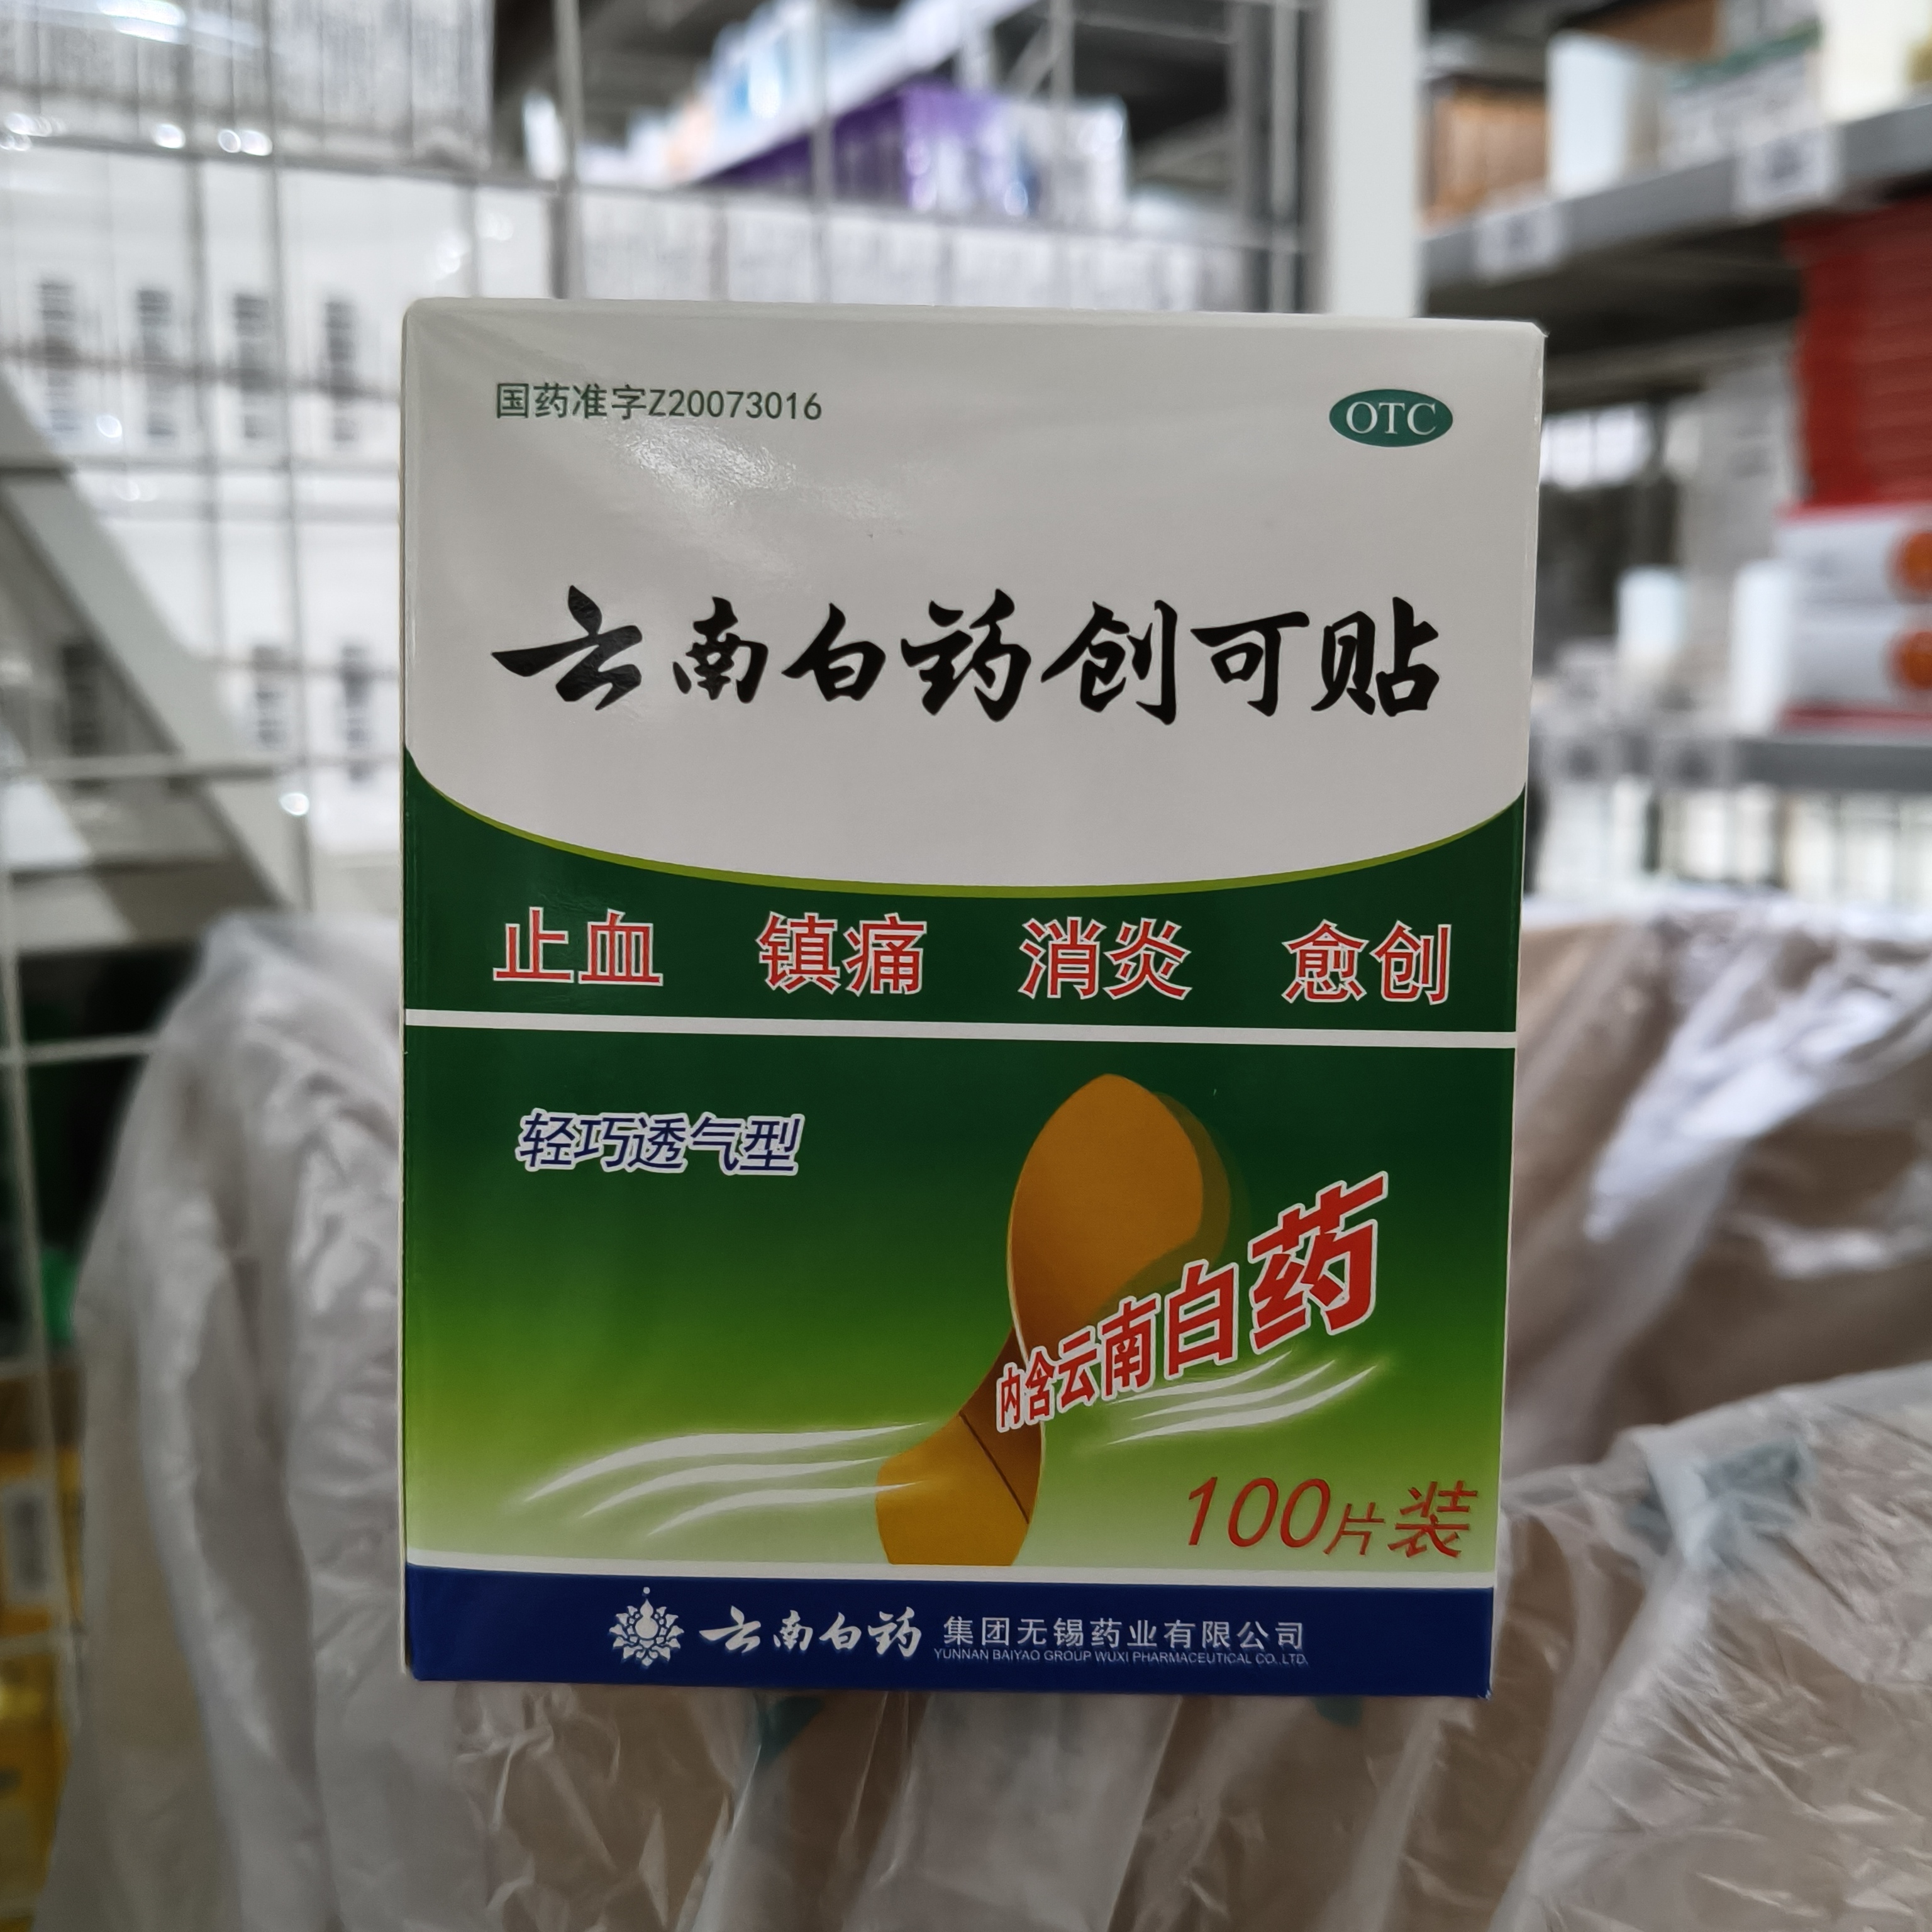 国药准字Z20073016
OTC
云南白药创可贴
止血 镇痛 消炎 愈创
轻巧透气型
内含云南白药
100片装
云南白药 集团无锡药业有限公司
YUNNAN BAIYAO GROUP WUXI PHARMACEUTICAL CO.,LTD.